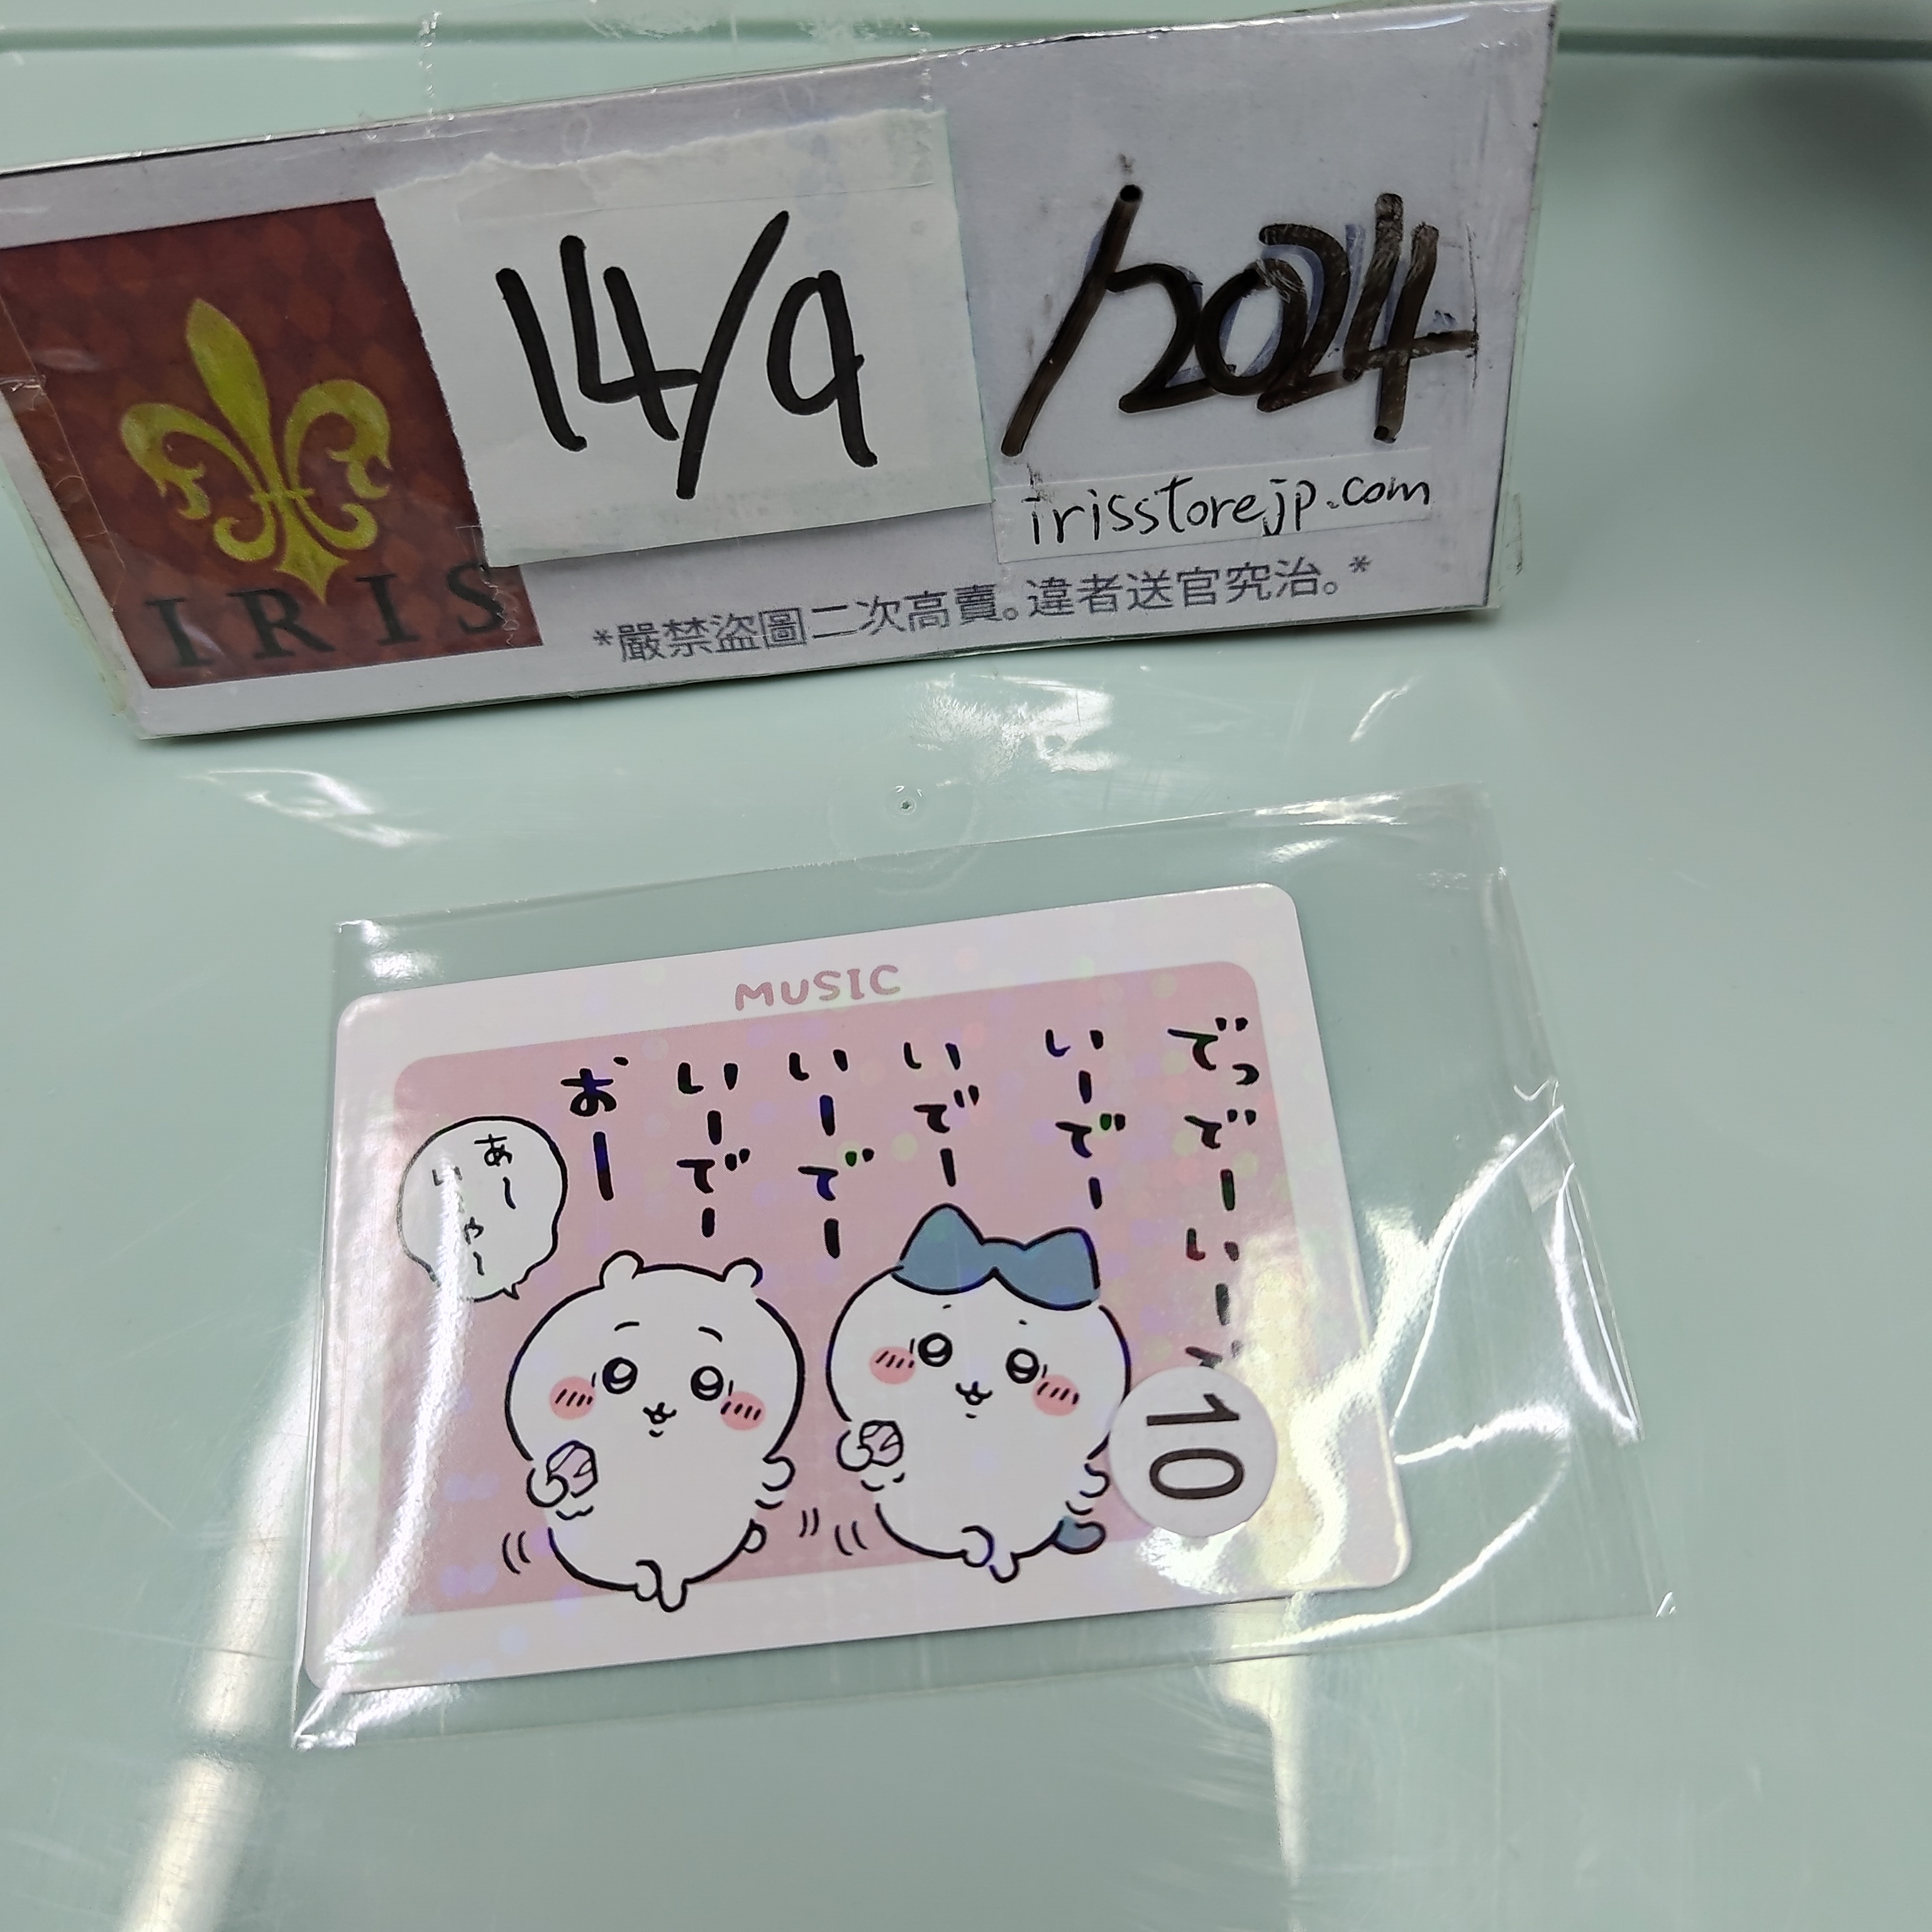 14/9
/2024
irisstorejp.com
IRIS
*嚴禁盜圖二次高賣。違者送官究治。*
MUSIC
でっでーいー
いーでー
いでー
いーでー
いーでー
おー
あー
いゃー
10